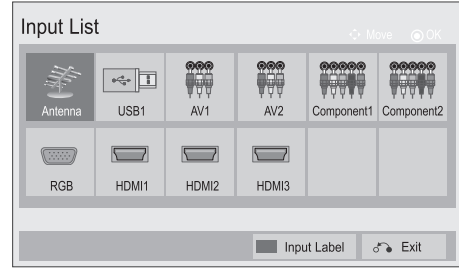 Input List
Move OK
Antenna USB1 AV1 AV2 Component1 Component2
RGB HDMI1 HDMI2 HDMI3
Input Label Exit